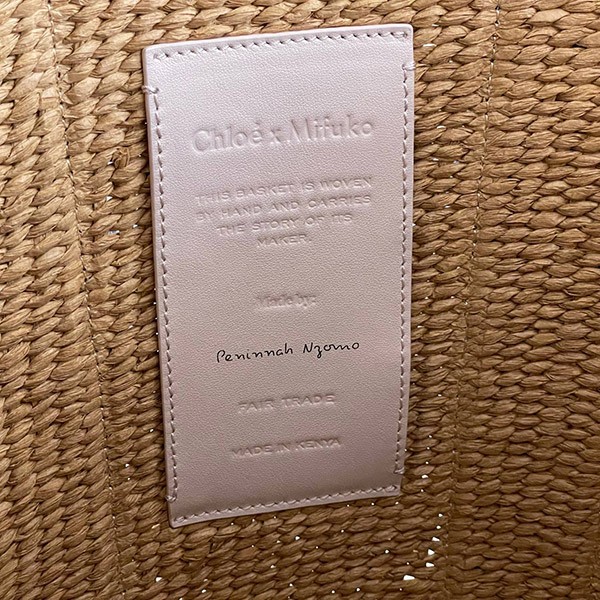 Chloé x Mifuko
THIS BASKET IS WOVEN
BY HAND AND CARRIES
THE STORY OF ITS
MAKER.
Made by:
Peninnah Nzomo
FAIR TRADE
MADE IN KENYA